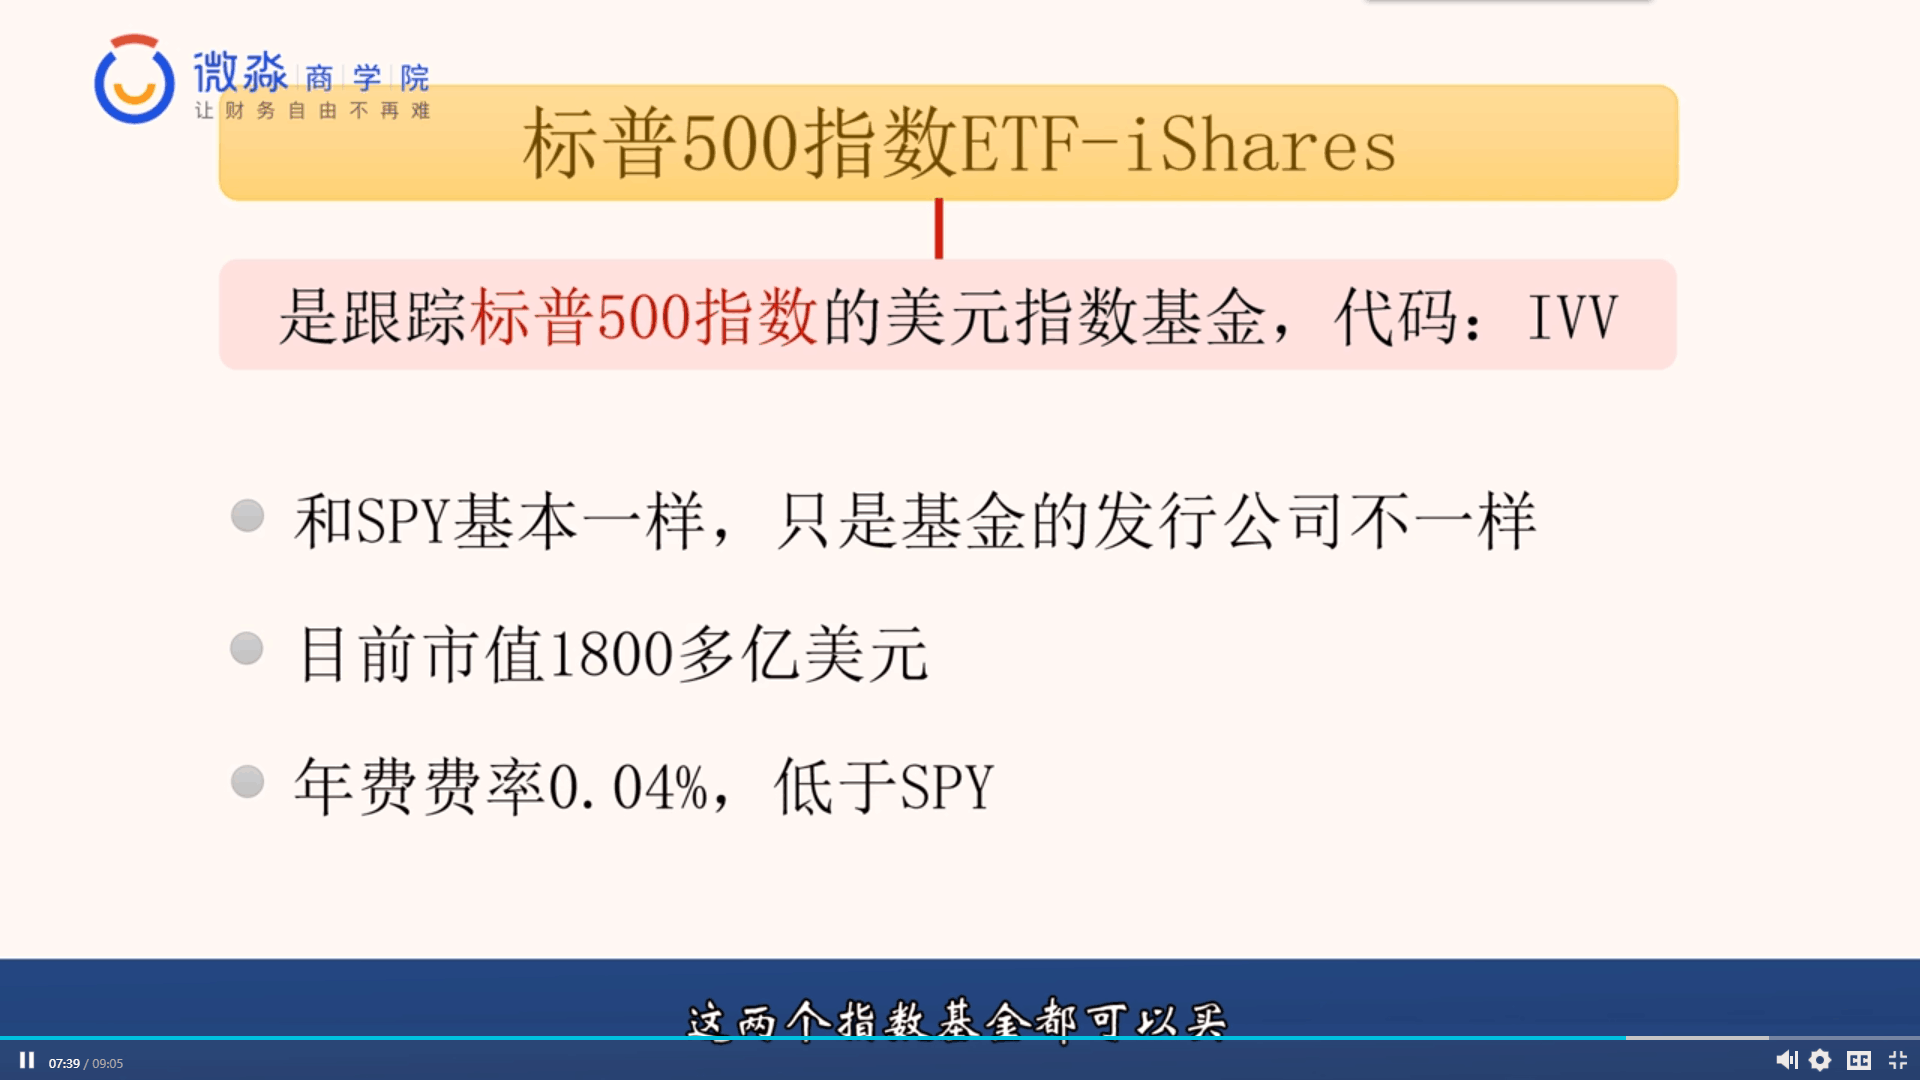 微淼商学院
让财务自由不再难
标普500指数ETF-iShares
是跟踪标普500指数的美元指数基金，代码：IVV
和SPY基本一样，只是基金的发行公司不一样
目前市值1800多亿美元
年费费率0.04%，低于SPY
这两个指数基金都可以买
07:39 / 09:05
CC